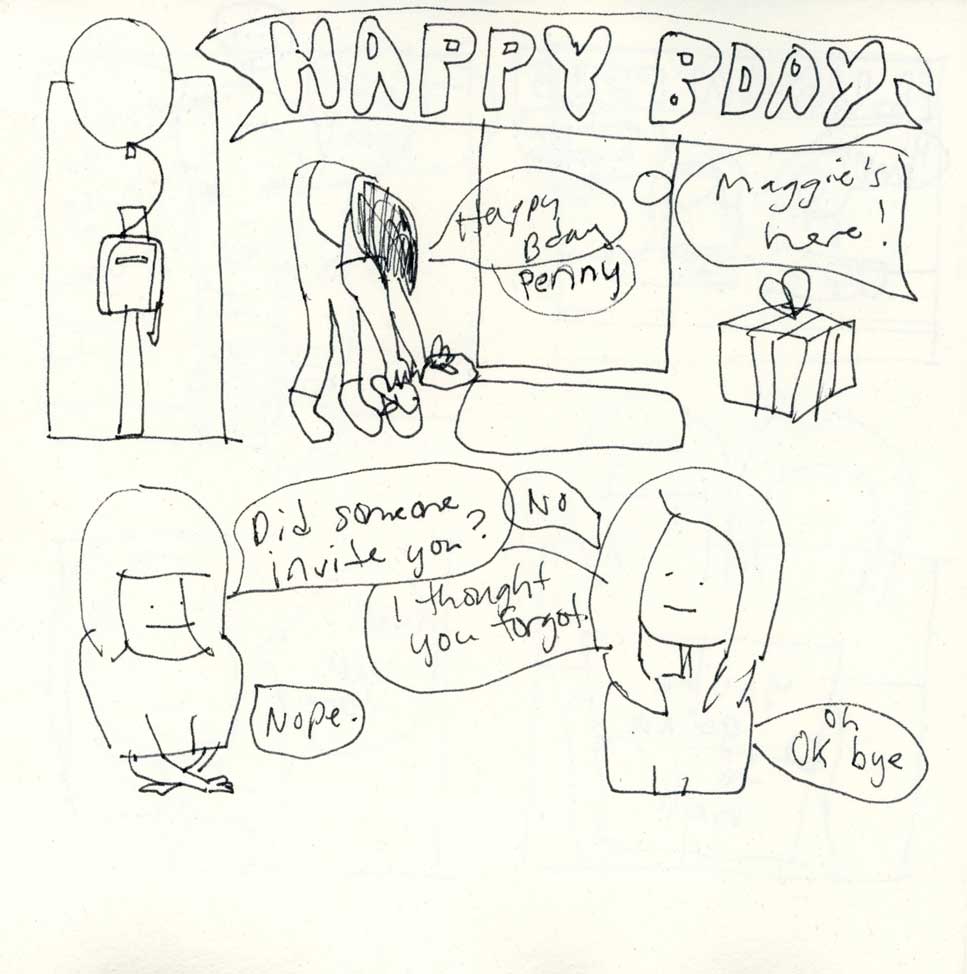 HAPPY BDAY
Happy
Bday
Penny
Maggie's
here!
Did someone
invite you?
No
I thought
you forgot.
Nope.
Oh
OK bye